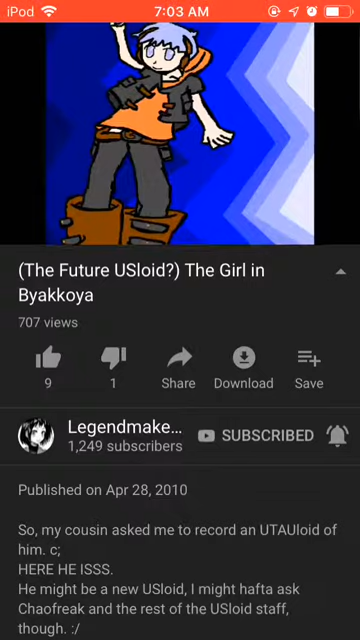 iPod 7:03 AM
(The Future USloid?) The Girl in
Byakkoya
707 views
9 1 Share Download Save
Legendmake... SUBSCRIBED
1,249 subscribers
Published on Apr 28, 2010
So, my cousin asked me to record an UTAUloid of
him. c;
HERE HE ISSS.
He might be a new USloid, I might hafta ask
Chaofreak and the rest of the USloid staff,
though. :/